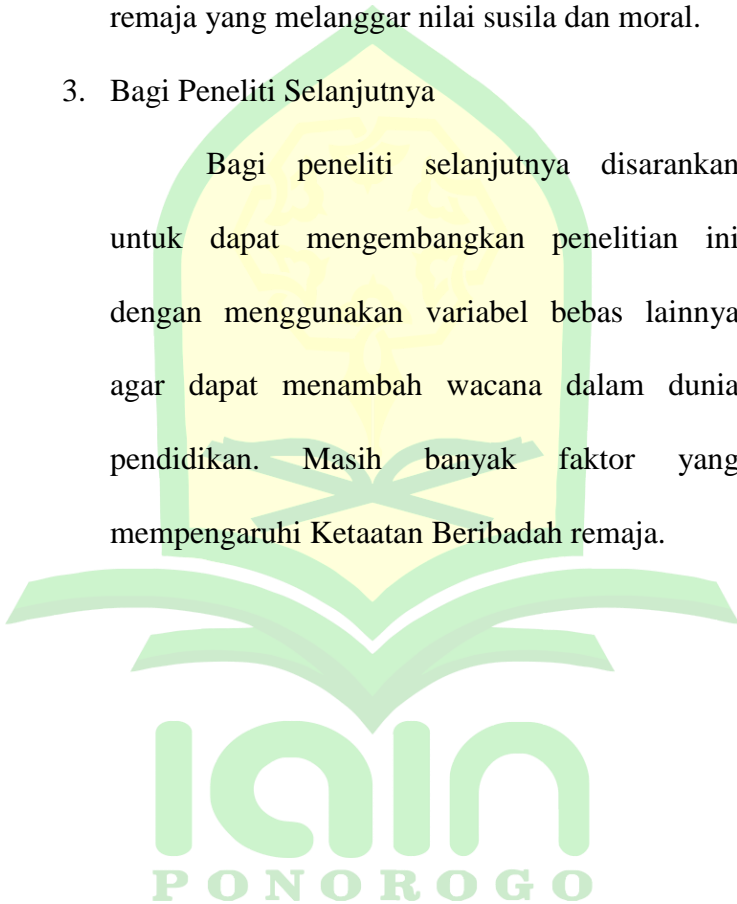 remaja yang melanggar nilai susila dan moral.
3. Bagi Peneliti Selanjutnya
Bagi peneliti selanjutnya disarankan
untuk dapat mengembangkan penelitian ini
dengan menggunakan variabel bebas lainnya
agar dapat menambah wacana dalam dunia
pendidikan. Masih banyak faktor yang
mempengaruhi Ketaatan Beribadah remaja.
iain
PONOROGO